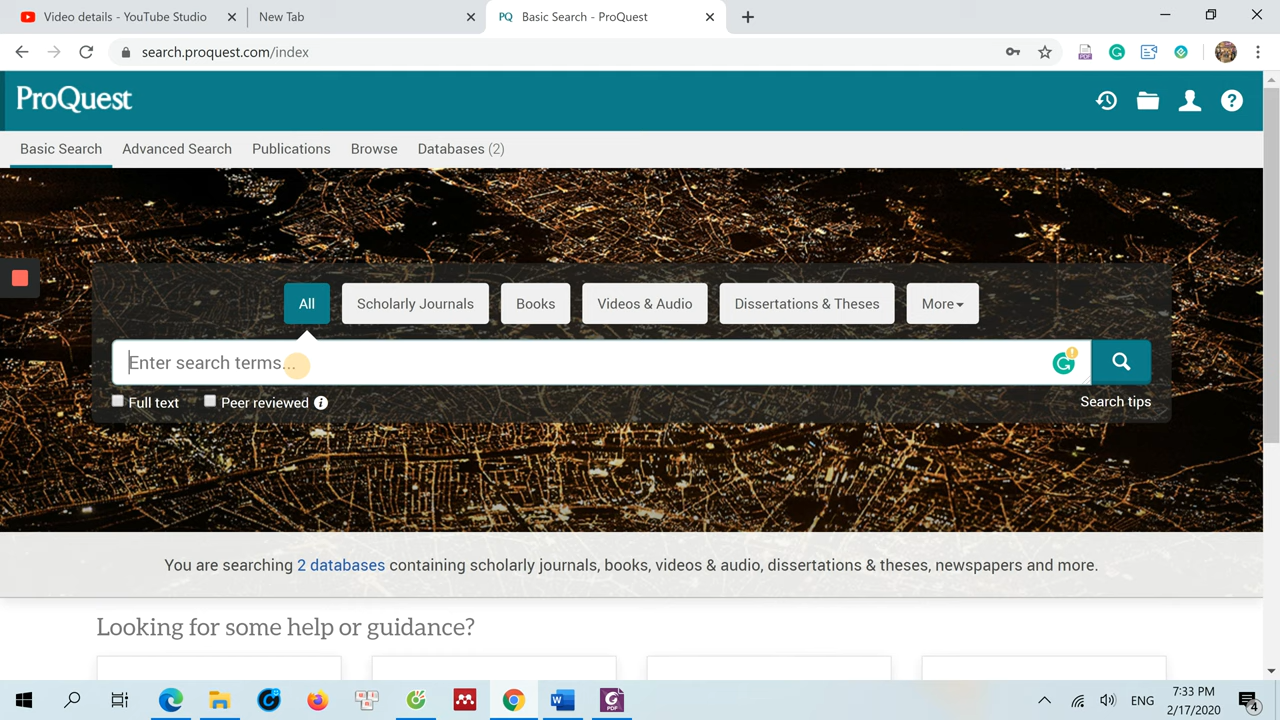 Video details - YouTube Studio
New Tab
PQ Basic Search - ProQuest
search.proquest.com/index
PDF
ProQuest
Basic Search
Advanced Search
Publications
Browse
Databases (2)
All
Scholarly Journals
Books
Videos & Audio
Dissertations & Theses
More
Enter search terms...
Full text
Peer reviewed
Search tips
You are searching 2 databases containing scholarly journals, books, videos & audio, dissertations & theses, newspapers and more.
Looking for some help or guidance?
PDF
ENG
7:33 PM
2/17/2020
4